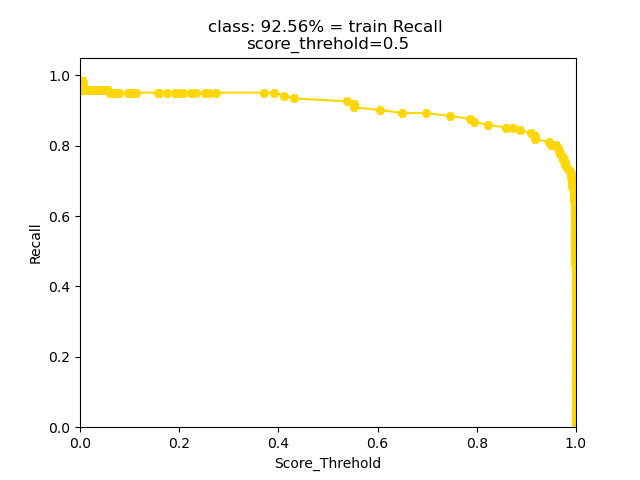 class: 92.56% = train Recall
score_threhold=0.5
1.0
0.8
0.6
0.4
0.2
0.0
Recall
0.0 0.2 0.4 0.6 0.8 1.0
Score_Threhold